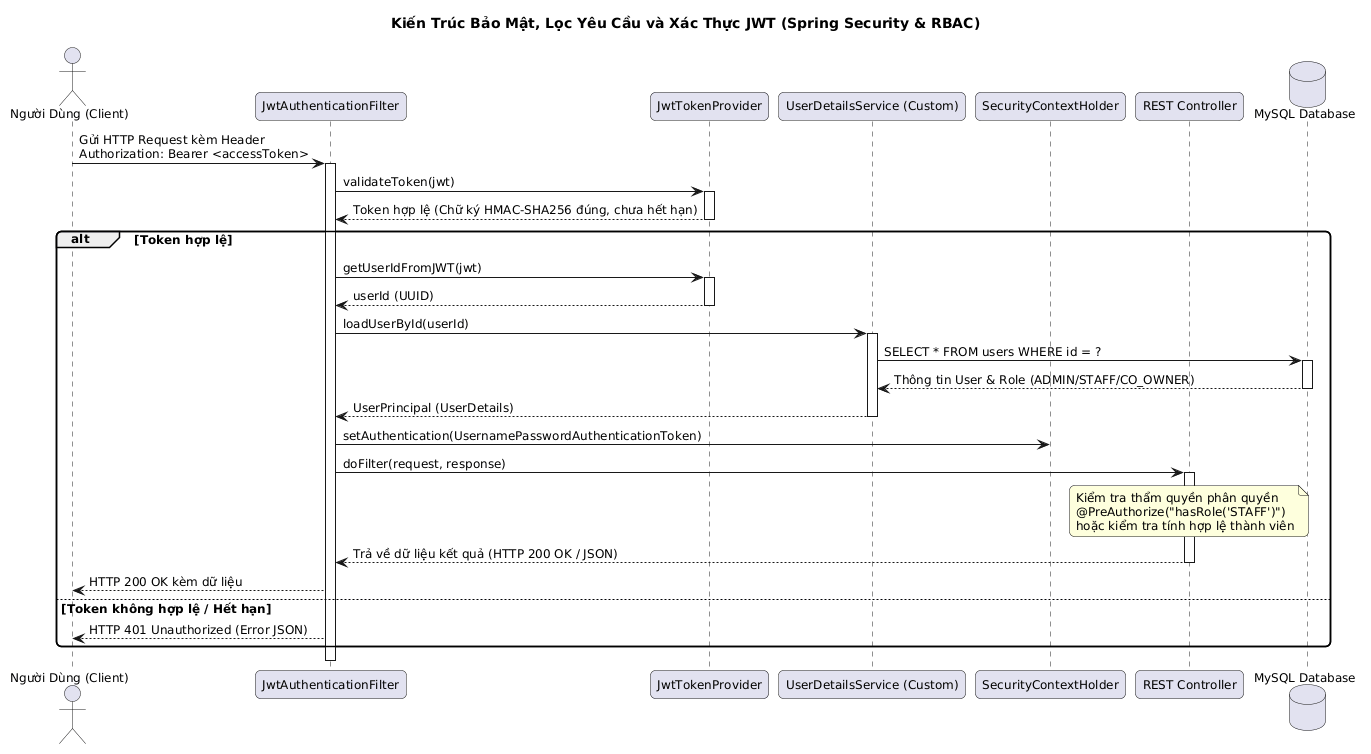 Kiến Trúc Bảo Mật, Lọc Yêu Cầu và Xác Thực JWT (Spring Security & RBAC)
Người Dùng (Client)
JwtAuthenticationFilter
JwtTokenProvider
UserDetailsService (Custom)
SecurityContextHolder
REST Controller
MySQL Database
Gửi HTTP Request kèm Header
Authorization: Bearer <accessToken>
validateToken(jwt)
Token hợp lệ (Chữ ký HMAC-SHA256 đúng, chưa hết hạn)
alt
[Token hợp lệ]
getUserIdFromJWT(jwt)
userId (UUID)
loadUserById(userId)
SELECT * FROM users WHERE id = ?
Thông tin User & Role (ADMIN/STAFF/CO_OWNER)
UserPrincipal (UserDetails)
setAuthentication(UsernamePasswordAuthenticationToken)
doFilter(request, response)
Kiểm tra thẩm quyền phân quyền
@PreAuthorize("hasRole('STAFF')")
hoặc kiểm tra tính hợp lệ thành viên
Trả về dữ liệu kết quả (HTTP 200 OK / JSON)
HTTP 200 OK kèm dữ liệu
[Token không hợp lệ / Hết hạn]
HTTP 401 Unauthorized (Error JSON)
Người Dùng (Client)
JwtAuthenticationFilter
JwtTokenProvider
UserDetailsService (Custom)
SecurityContextHolder
REST Controller
MySQL Database